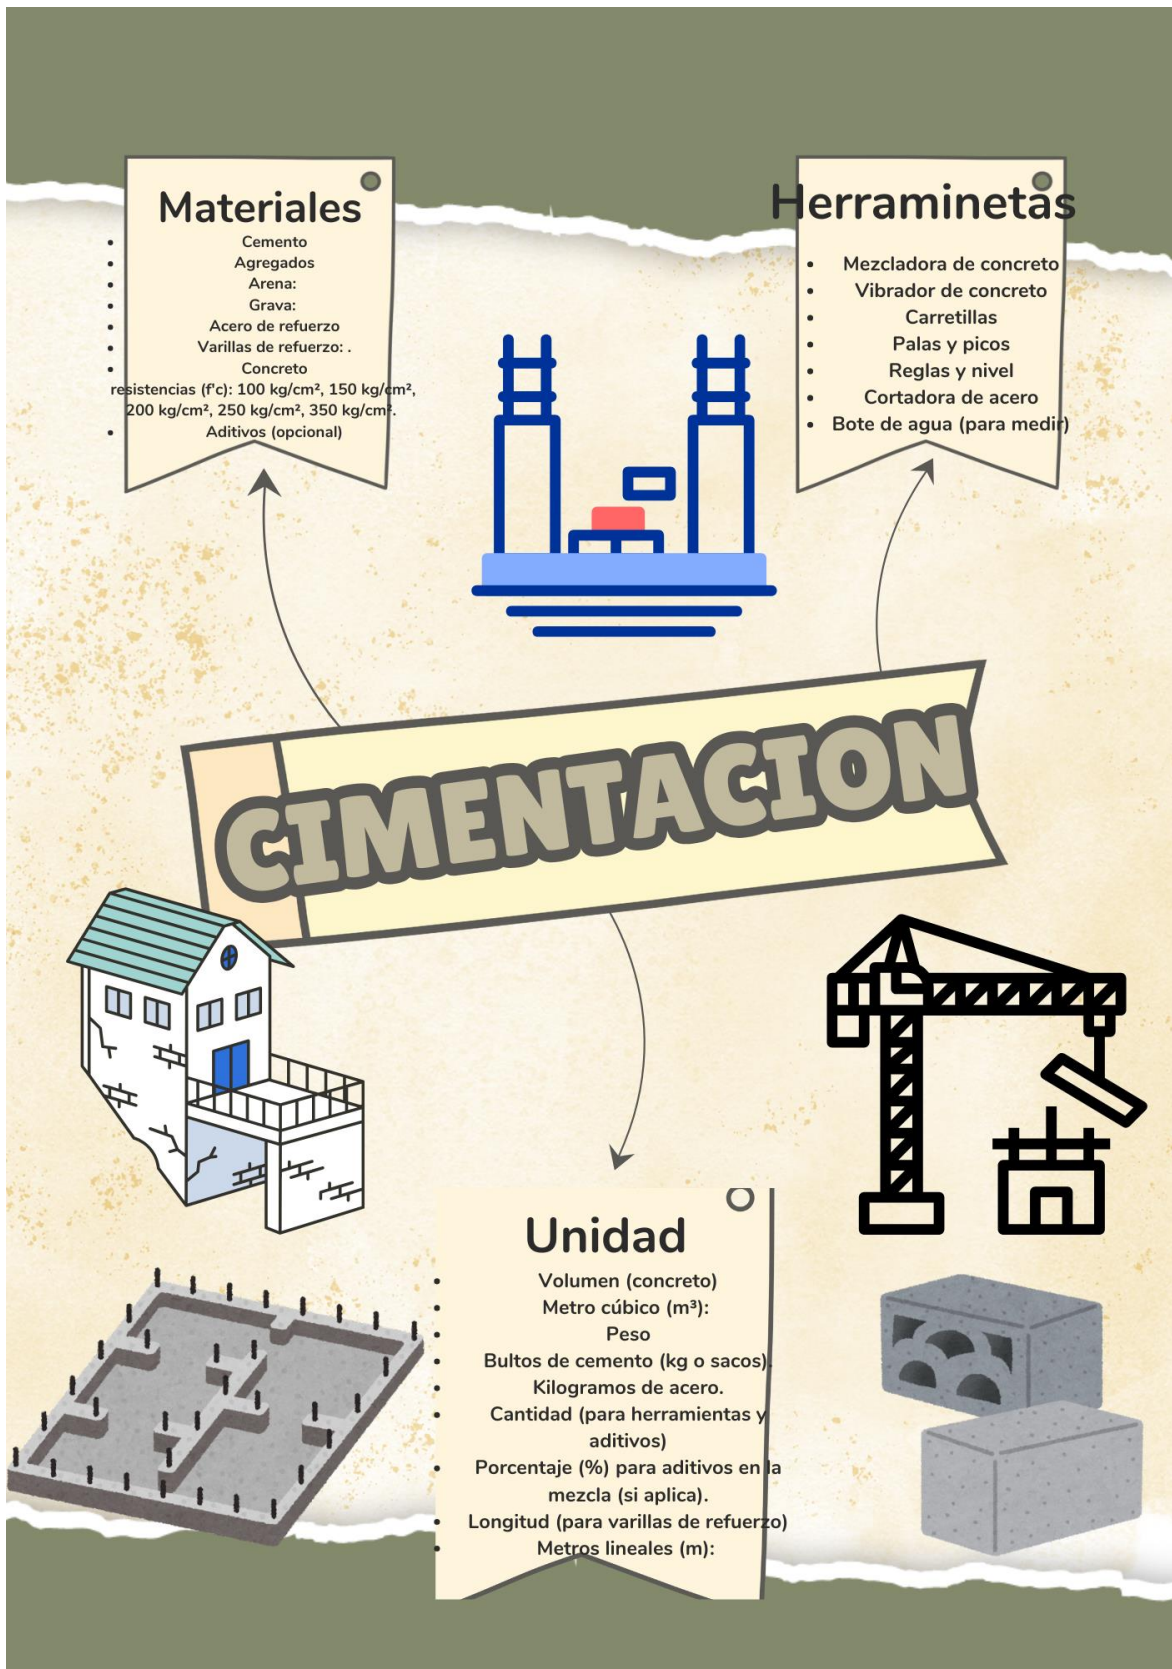 Materiales
• Cemento
• Agregados
• Arena:
• Grava:
• Acero de refuerzo
• Varillas de refuerzo: .
• Concreto
resistencias (f'c): 100 kg/cm², 150 kg/cm²,
200 kg/cm², 250 kg/cm², 350 kg/cm².
• Aditivos (opcional)
Herraminetas
• Mezcladora de concreto
• Vibrador de concreto
• Carretillas
• Palas y picos
• Reglas y nivel
• Cortadora de acero
• Bote de agua (para medir)
CIMENTACION
Unidad
• Volumen (concreto)
• Metro cúbico (m³):
• Peso
• Bultos de cemento (kg o sacos).
• Kilogramos de acero.
• Cantidad (para herramientas y
aditivos)
• Porcentaje (%) para aditivos en la
mezcla (si aplica).
• Longitud (para varillas de refuerzo)
• Metros lineales (m):